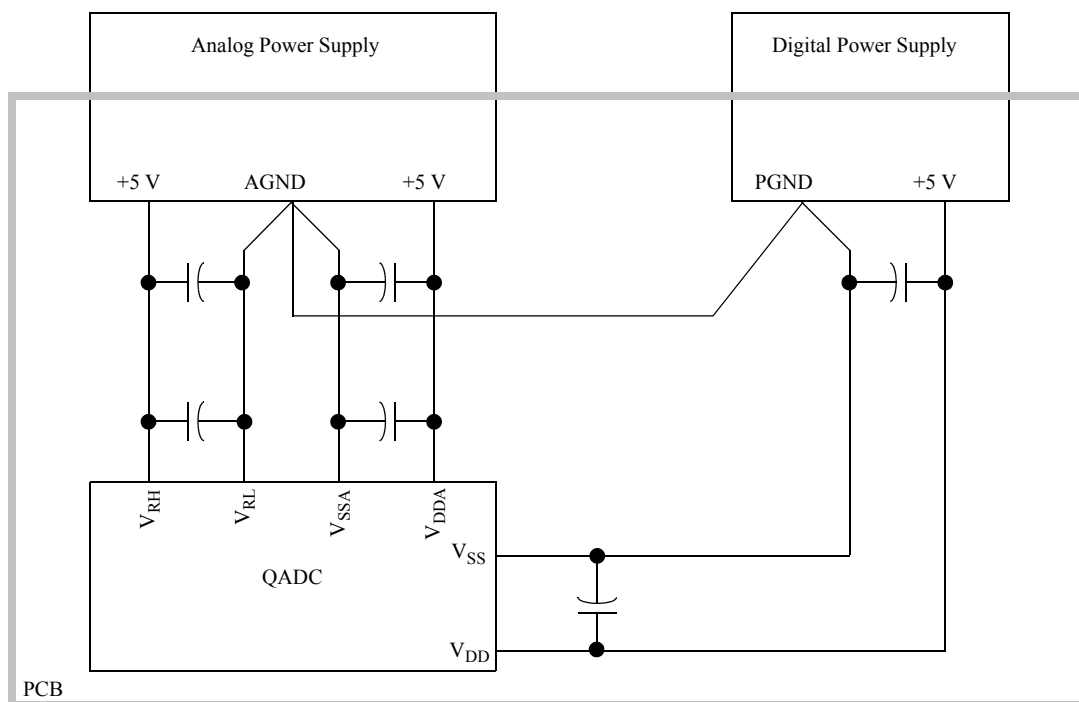 Analog Power Supply
Digital Power Supply
+5 V
AGND
+5 V
PGND
+5 V
VRH
VRL
VSSA
VDDA
VSS
QADC
VDD
PCB